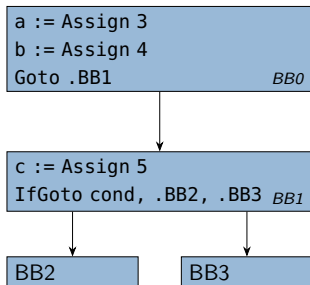 a := Assign 3
b := Assign 4
Goto .BB1
BB0
c := Assign 5
IfGoto cond, .BB2, .BB3
BB1
BB2
BB3